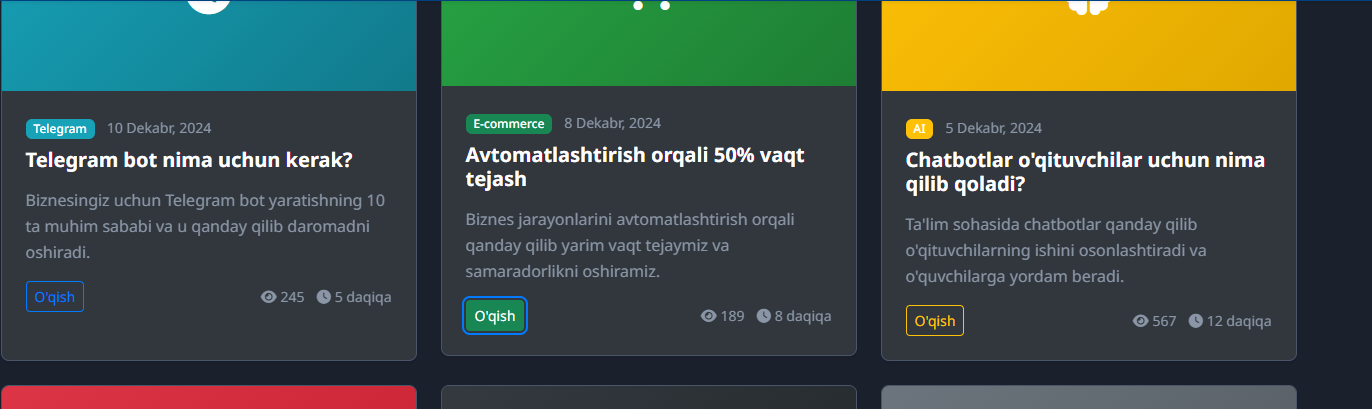 Telegram 10 Dekabr, 2024
Telegram bot nima uchun kerak?
Biznesingiz uchun Telegram bot yaratishning 10
ta muhim sababi va u qanday qilib daromadni
oshiradi.
O'qish 245 5 daqiqa
E-commerce 8 Dekabr, 2024
Avtomatlashtirish orqali 50% vaqt
tejash
Biznes jarayonlarini avtomatlashtirish orqali
qanday qilib yarim vaqt tejaymiz va
samaradorlikni oshiramiz.
O'qish 189 8 daqiqa
AI 5 Dekabr, 2024
Chatbotlar o'qituvchilar uchun nima
qilib qoladi?
Ta'lim sohasida chatbotlar qanday qilib
o'qituvchilarning ishini osonlashtiradi va
o'quvchilarga yordam beradi.
O'qish 567 12 daqiqa